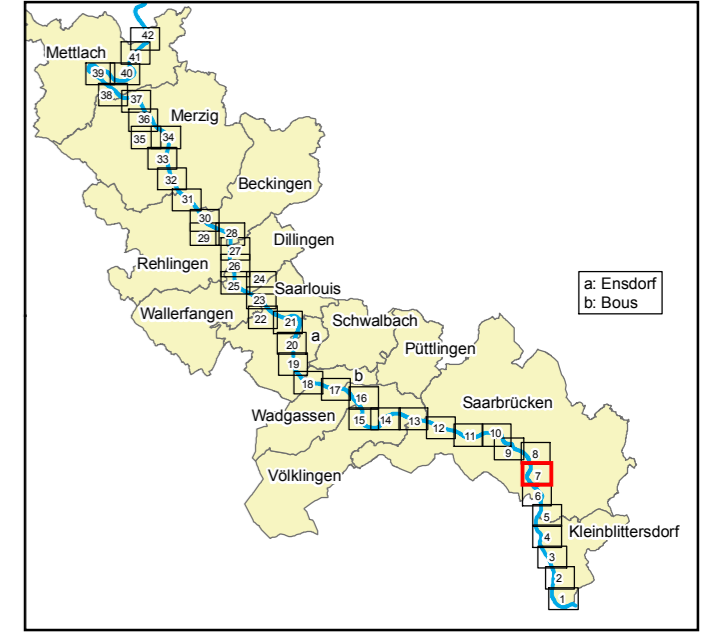 42
41
Mettlach
39
40
38
37
Merzig
36
35
34
33
32
Beckingen
31
30
29
28
Dillingen
27
Rehlingen
26
25
24
Saarlouis
23
Wallerfangen
22
21
Schwalbach
a
20
Püttlingen
19
b
18
17
16
Saarbrücken
Wadgassen
15
14
13
12
11
10
9
8
Völklingen
7
6
5
Kleinblittersdorf
4
3
2
1
a: Ensdorf
b: Bous